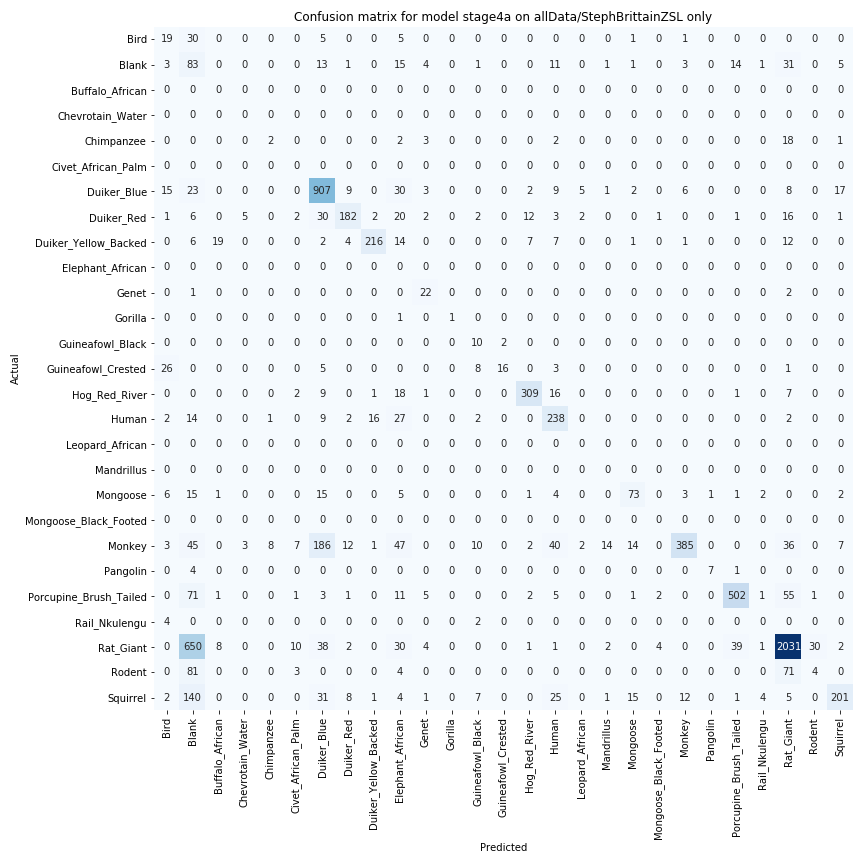 Confusion matrix for model stage4a on allData/StephBrittainZSL only
Bird 19 30 0 0 0 0 5 0 0 5 0 0 0 0 0 0 0 0 1 0 1 0 0 0 0 0 0
Blank 3 83 0 0 0 0 13 1 0 15 4 0 1 0 0 11 0 1 1 0 3 0 14 1 31 0 5
Buffalo_African 0 0 0 0 0 0 0 0 0 0 0 0 0 0 0 0 0 0 0 0 0 0 0 0 0 0 0
Chevrotain_Water 0 0 0 0 0 0 0 0 0 0 0 0 0 0 0 0 0 0 0 0 0 0 0 0 0 0 0
Chimpanzee 0 0 0 0 2 0 0 0 0 2 3 0 0 0 0 2 0 0 0 0 0 0 0 0 18 0 1
Civet_African_Palm 0 0 0 0 0 0 0 0 0 0 0 0 0 0 0 0 0 0 0 0 0 0 0 0 0 0 0
Duiker_Blue 15 23 0 0 0 0 907 9 0 30 3 0 0 0 2 9 5 1 2 0 6 0 0 0 8 0 17
Duiker_Red 1 6 0 5 0 2 30 182 2 20 2 0 2 0 12 3 2 0 0 1 0 0 1 0 16 0 1
Duiker_Yellow_Backed 0 6 19 0 0 0 2 4 216 14 0 0 0 0 7 7 0 0 1 0 1 0 0 0 12 0 0
Elephant_African 0 0 0 0 0 0 0 0 0 0 0 0 0 0 0 0 0 0 0 0 0 0 0 0 0 0 0
Genet 0 1 0 0 0 0 0 0 0 0 22 0 0 0 0 0 0 0 0 0 0 0 0 0 2 0 0
Gorilla 0 0 0 0 0 0 0 0 0 1 0 1 0 0 0 0 0 0 0 0 0 0 0 0 0 0 0
Guineafowl_Black 0 0 0 0 0 0 0 0 0 0 0 0 10 2 0 0 0 0 0 0 0 0 0 0 0 0 0
Guineafowl_Crested 26 0 0 0 0 0 5 0 0 0 0 0 8 16 0 3 0 0 0 0 0 0 0 0 1 0 0
Hog_Red_River 0 0 0 0 0 2 9 0 1 18 1 0 0 0 309 16 0 0 0 0 0 0 1 0 7 0 0
Human 2 14 0 0 1 0 9 2 16 27 0 0 2 0 0 238 0 0 0 0 0 0 0 0 2 0 0
Leopard_African 0 0 0 0 0 0 0 0 0 0 0 0 0 0 0 0 0 0 0 0 0 0 0 0 0 0 0
Mandrillus 0 0 0 0 0 0 0 0 0 0 0 0 0 0 0 0 0 0 0 0 0 0 0 0 0 0 0
Mongoose 6 15 1 0 0 0 15 0 0 5 0 0 0 0 1 4 0 0 73 0 3 1 1 2 0 0 2
Mongoose_Black_Footed 0 0 0 0 0 0 0 0 0 0 0 0 0 0 0 0 0 0 0 0 0 0 0 0 0 0 0
Monkey 3 45 0 3 8 7 186 12 1 47 0 0 10 0 2 40 2 14 14 0 385 0 0 0 36 0 7
Pangolin 0 4 0 0 0 0 0 0 0 0 0 0 0 0 0 0 0 0 0 0 0 7 1 0 0 0 0
Porcupine_Brush_Tailed 0 71 1 0 0 1 3 1 0 11 5 0 0 0 2 5 0 0 1 2 0 0 502 1 55 1 0
Rail_Nkulengu 4 0 0 0 0 0 0 0 0 0 0 0 2 0 0 0 0 0 0 0 0 0 0 0 0 0 0
Rat_Giant 0 650 8 0 0 10 38 2 0 30 4 0 0 0 1 1 0 2 0 4 0 0 39 1 2031 30 2
Rodent 0 81 0 0 0 3 0 0 0 4 0 0 0 0 0 0 0 0 0 0 0 0 0 0 71 4 0
Squirrel 2 140 0 0 0 0 31 8 1 4 1 0 7 0 0 25 0 1 15 0 12 0 1 4 5 0 201
Actual
Bird
Blank
Buffalo_African
Chevrotain_Water
Chimpanzee
Civet_African_Palm
Duiker_Blue
Duiker_Red
Duiker_Yellow_Backed
Elephant_African
Genet
Gorilla
Guineafowl_Black
Guineafowl_Crested
Hog_Red_River
Human
Leopard_African
Mandrillus
Mongoose
Mongoose_Black_Footed
Monkey
Pangolin
Porcupine_Brush_Tailed
Rail_Nkulengu
Rat_Giant
Rodent
Squirrel
Predicted